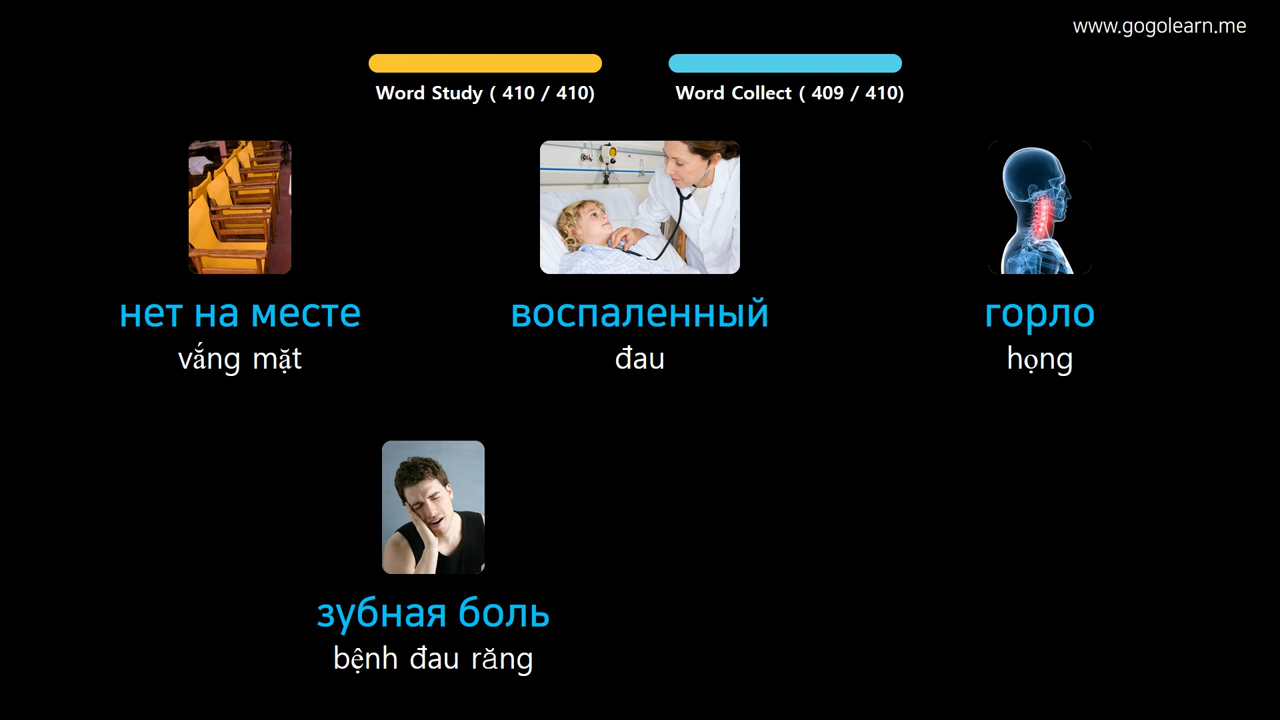 www.gogolearn.me
Word Study ( 410 / 410)
Word Collect ( 409 / 410)
нет на месте
vắng mặt
воспаленный
đau
горло
họng
зубная боль
bệnh đau răng